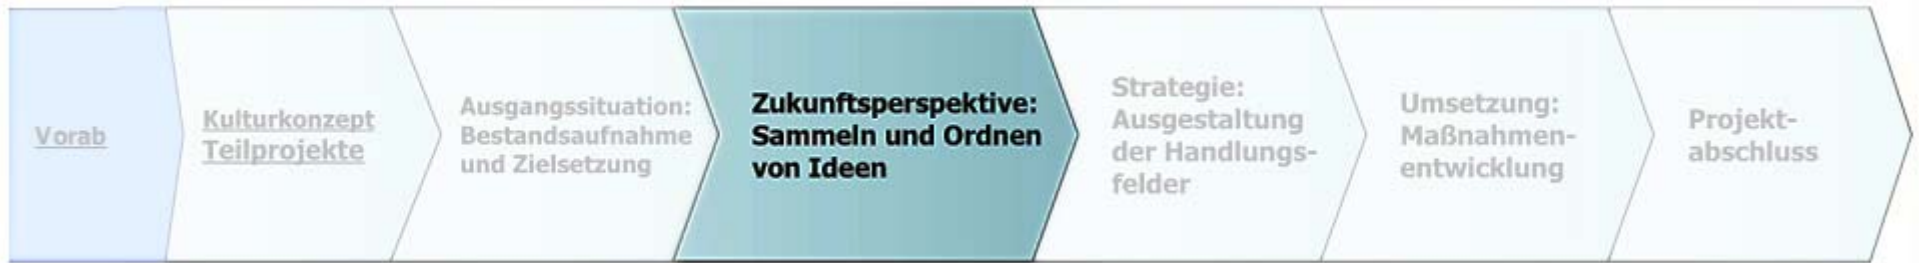 Vorab
Kulturkonzept
Teilprojekte
Ausgangssituation:
Bestandsaufnahme
und Zielsetzung
Zukunftsperspektive:
Sammeln und Ordnen
von Ideen
Strategie:
Ausgestaltung
der Handlungs-
felder
Umsetzung:
Maßnahmen-
entwicklung
Projekt-
abschluss